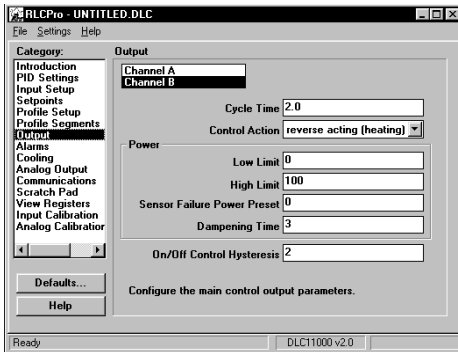 RLCPro - UNTITLED.DLC
File Settings Help
Category:
Introduction
PID Settings
Input Setup
Setpoints
Profile Setup
Profile Segments
Output
Alarms
Cooling
Analog Output
Communications
Scratch Pad
View Registers
Input Calibration
Analog Calibration
Defaults...
Help
Output
Channel A
Channel B
Cycle Time 2.0
Control Action reverse acting (heating)
Power
Low Limit 0
High Limit 100
Sensor Failure Power Preset 0
Dampening Time 3
On/Off Control Hysteresis 2
Configure the main control output parameters.
Ready DLC11000 v2.0